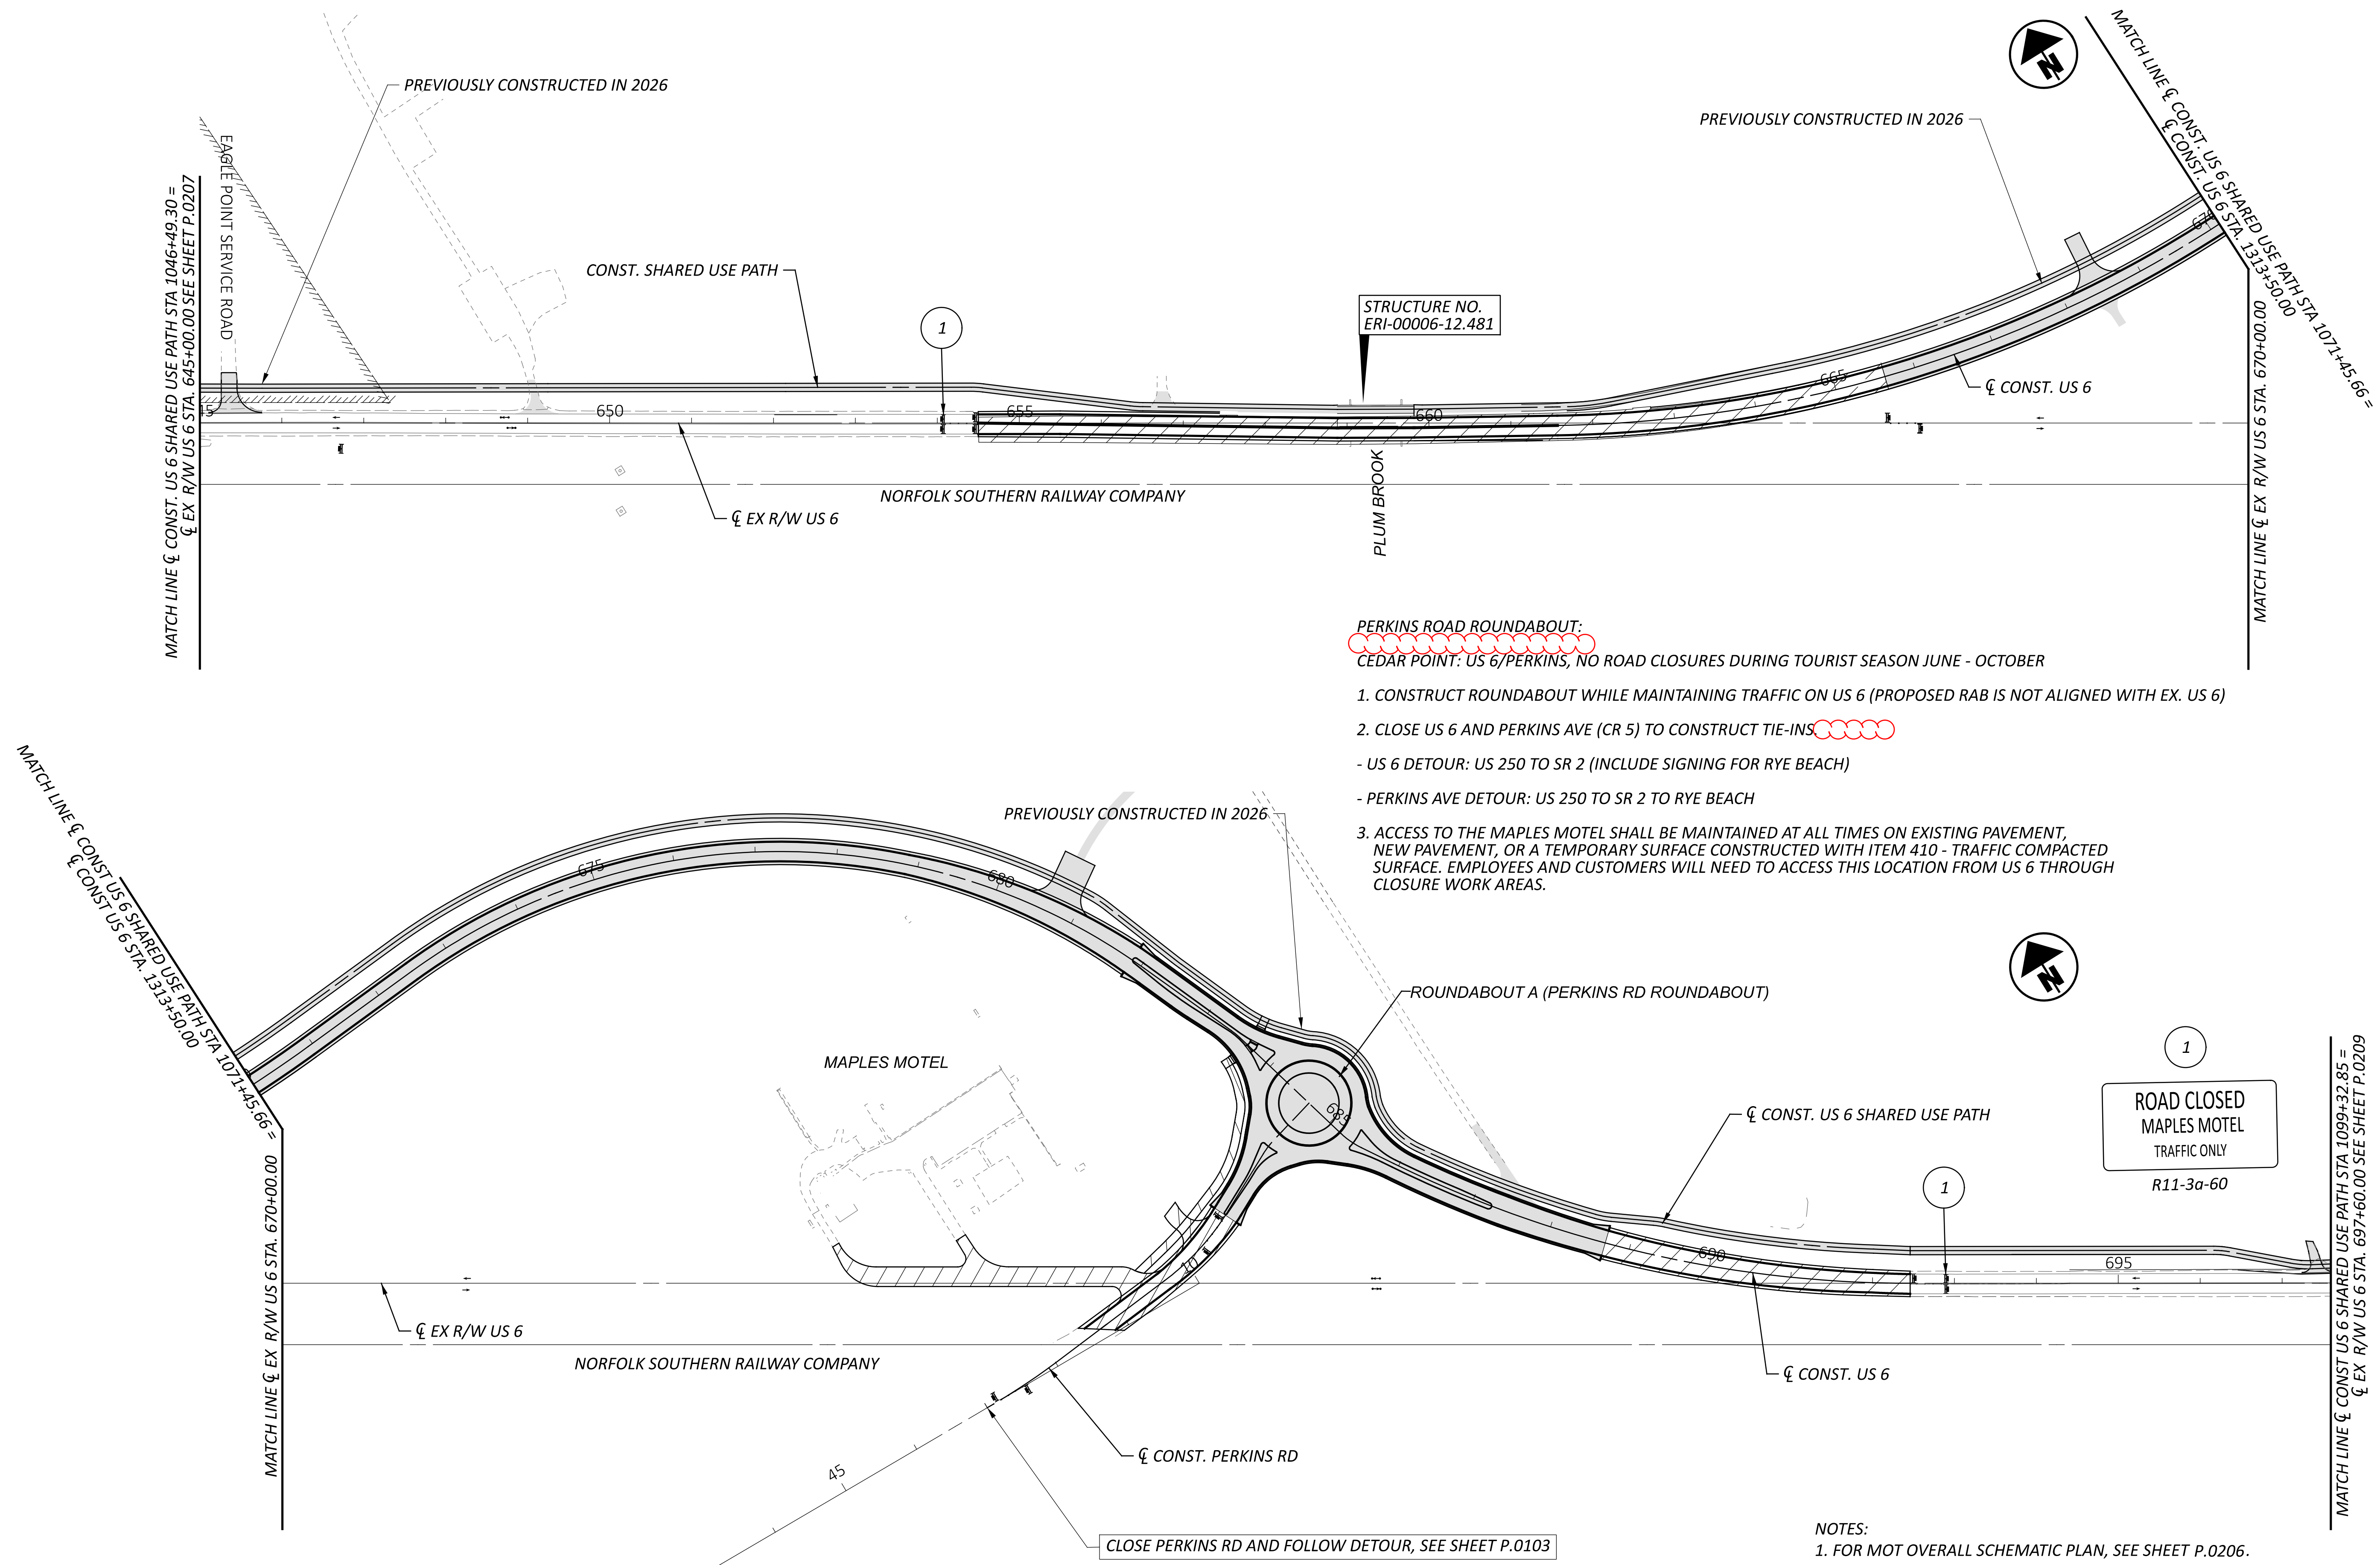 PREVIOUSLY CONSTRUCTED IN 2026
MATCH LINE ℄ CONST. US 6 SHARED USE PATH STA 1046+49.30 =
℄ EX R/W US 6 STA. 645+00.00 SEE SHEET P.0207
EAGLE POINT SERVICE ROAD
CONST. SHARED USE PATH
1
STRUCTURE NO.
ERI-00006-12.481
PREVIOUSLY CONSTRUCTED IN 2026
N
MATCH LINE ℄ CONST. US 6 SHARED USE PATH STA 1071+45.66 =
℄ CONST. US 6 STA. 1313+50.00
MATCH LINE ℄ EX R/W US 6 STA. 670+00.00
650
655
660
665
℄ CONST. US 6
NORFOLK SOUTHERN RAILWAY COMPANY
℄ EX R/W US 6
PLUM BROOK
PERKINS ROAD ROUNDABOUT:
CEDAR POINT: US 6/PERKINS, NO ROAD CLOSURES DURING TOURIST SEASON JUNE - OCTOBER
1. CONSTRUCT ROUNDABOUT WHILE MAINTAINING TRAFFIC ON US 6 (PROPOSED RAB IS NOT ALIGNED WITH EX. US 6)
2. CLOSE US 6 AND PERKINS AVE (CR 5) TO CONSTRUCT TIE-INS.
- US 6 DETOUR: US 250 TO SR 2 (INCLUDE SIGNING FOR RYE BEACH)
- PERKINS AVE DETOUR: US 250 TO SR 2 TO RYE BEACH
3. ACCESS TO THE MAPLES MOTEL SHALL BE MAINTAINED AT ALL TIMES ON EXISTING PAVEMENT,
NEW PAVEMENT, OR A TEMPORARY SURFACE CONSTRUCTED WITH ITEM 410 - TRAFFIC COMPACTED
SURFACE. EMPLOYEES AND CUSTOMERS WILL NEED TO ACCESS THIS LOCATION FROM US 6 THROUGH
CLOSURE WORK AREAS.
MATCH LINE ℄ CONST US 6 SHARED USE PATH STA 1071+45.66 =
℄ CONST US 6 STA. 1313+50.00
MATCH LINE ℄ EX R/W US 6 STA. 670+00.00
PREVIOUSLY CONSTRUCTED IN 2026
675
680
685
690
695
10
45
ROUNDABOUT A (PERKINS RD ROUNDABOUT)
MAPLES MOTEL
N
1
ROAD CLOSED
MAPLES MOTEL
TRAFFIC ONLY
R11-3a-60
℄ CONST. US 6 SHARED USE PATH
1
℄ EX R/W US 6
NORFOLK SOUTHERN RAILWAY COMPANY
℄ CONST. US 6
℄ CONST. PERKINS RD
CLOSE PERKINS RD AND FOLLOW DETOUR, SEE SHEET P.0103
MATCH LINE ℄ CONST US 6 SHARED USE PATH STA 1099+32.85 =
℄ EX R/W US 6 STA. 697+60.00 SEE SHEET P.0209
NOTES:
1. FOR MOT OVERALL SCHEMATIC PLAN, SEE SHEET P.0206.